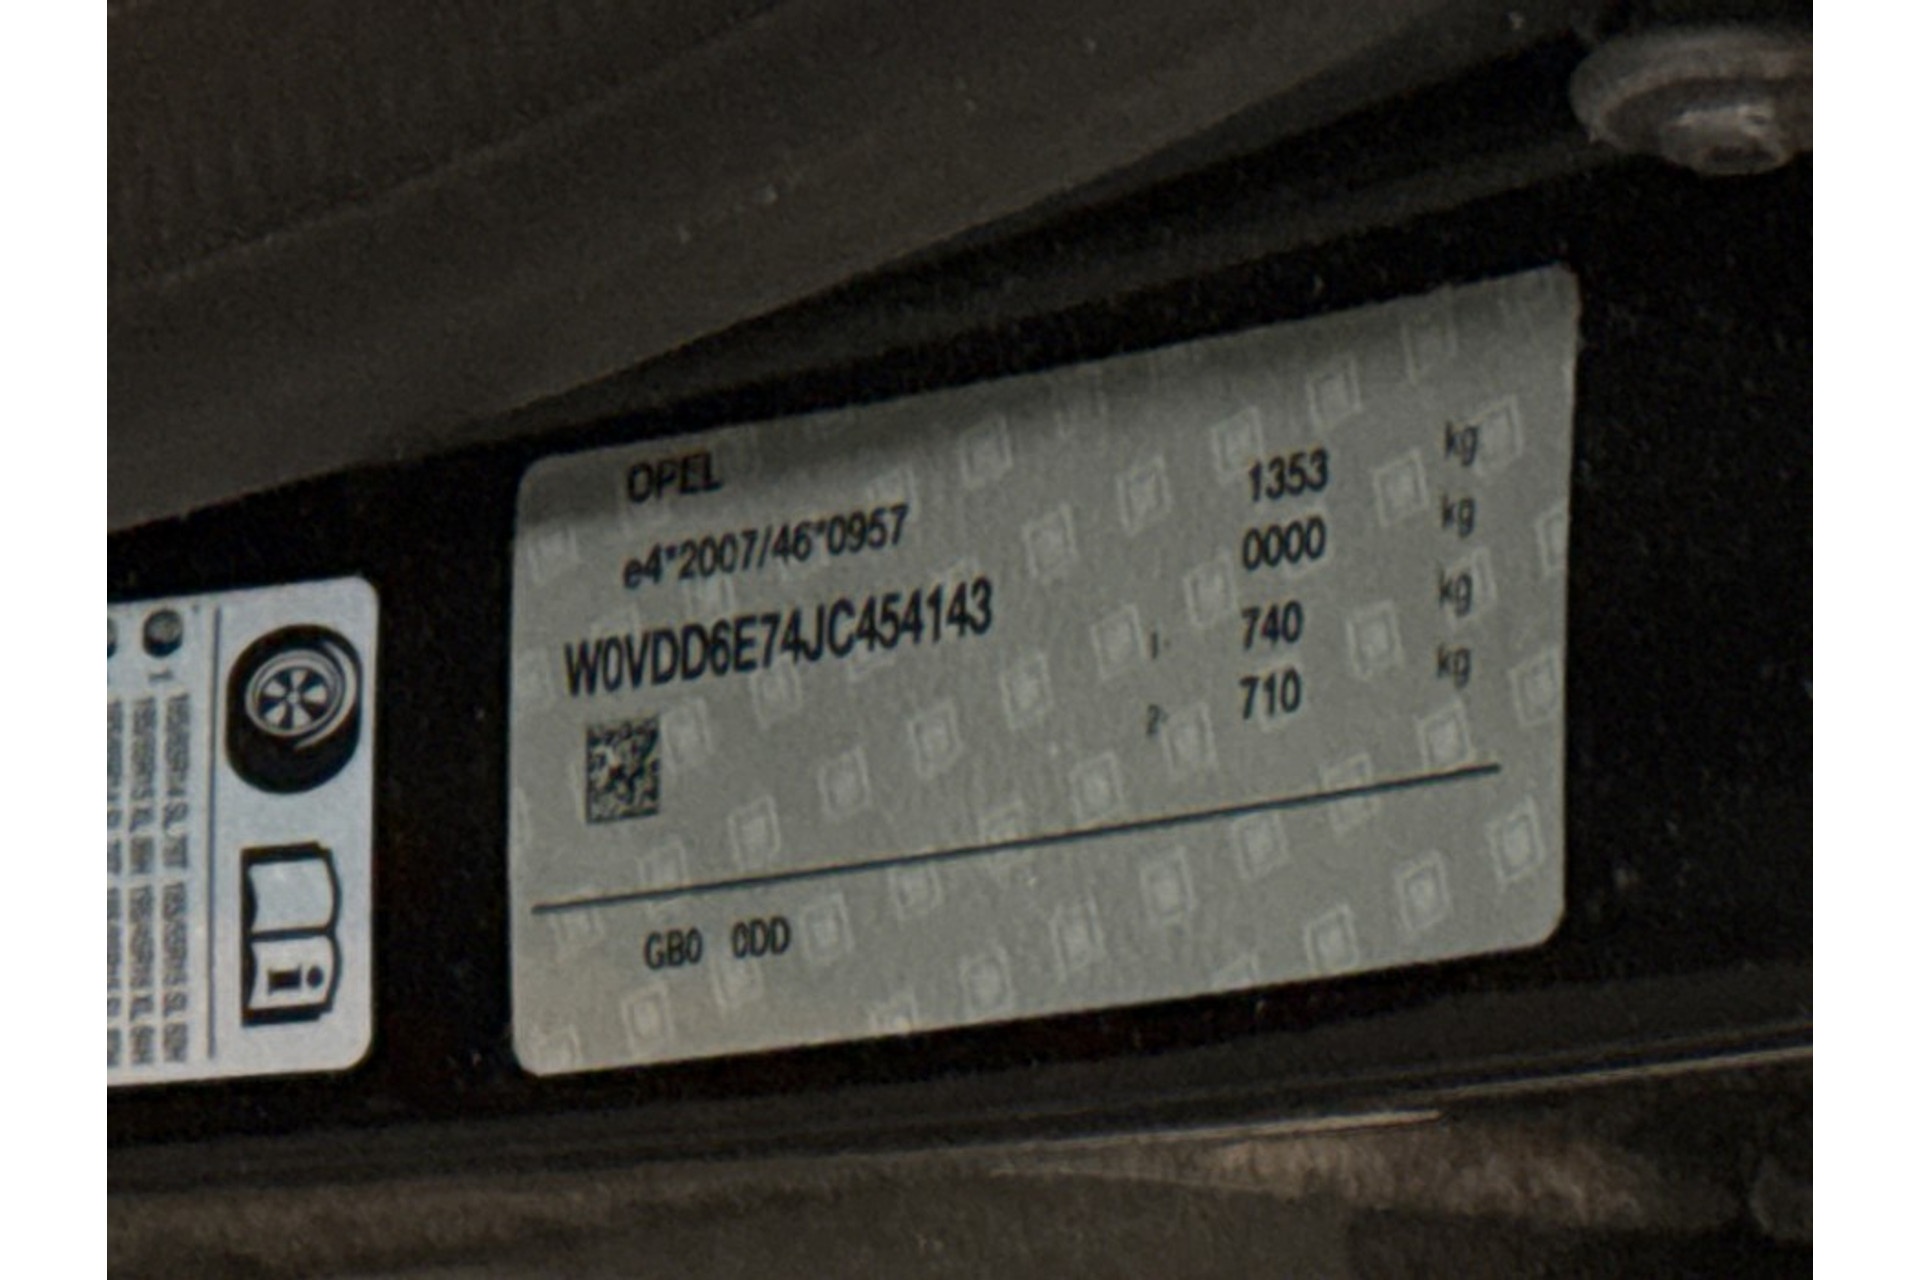 OPEL
e4*2007/46*0957
W0VDD6E74JC454143
1353 kg
0000 kg
1- 740 kg
2- 710 kg
GB0 0DD